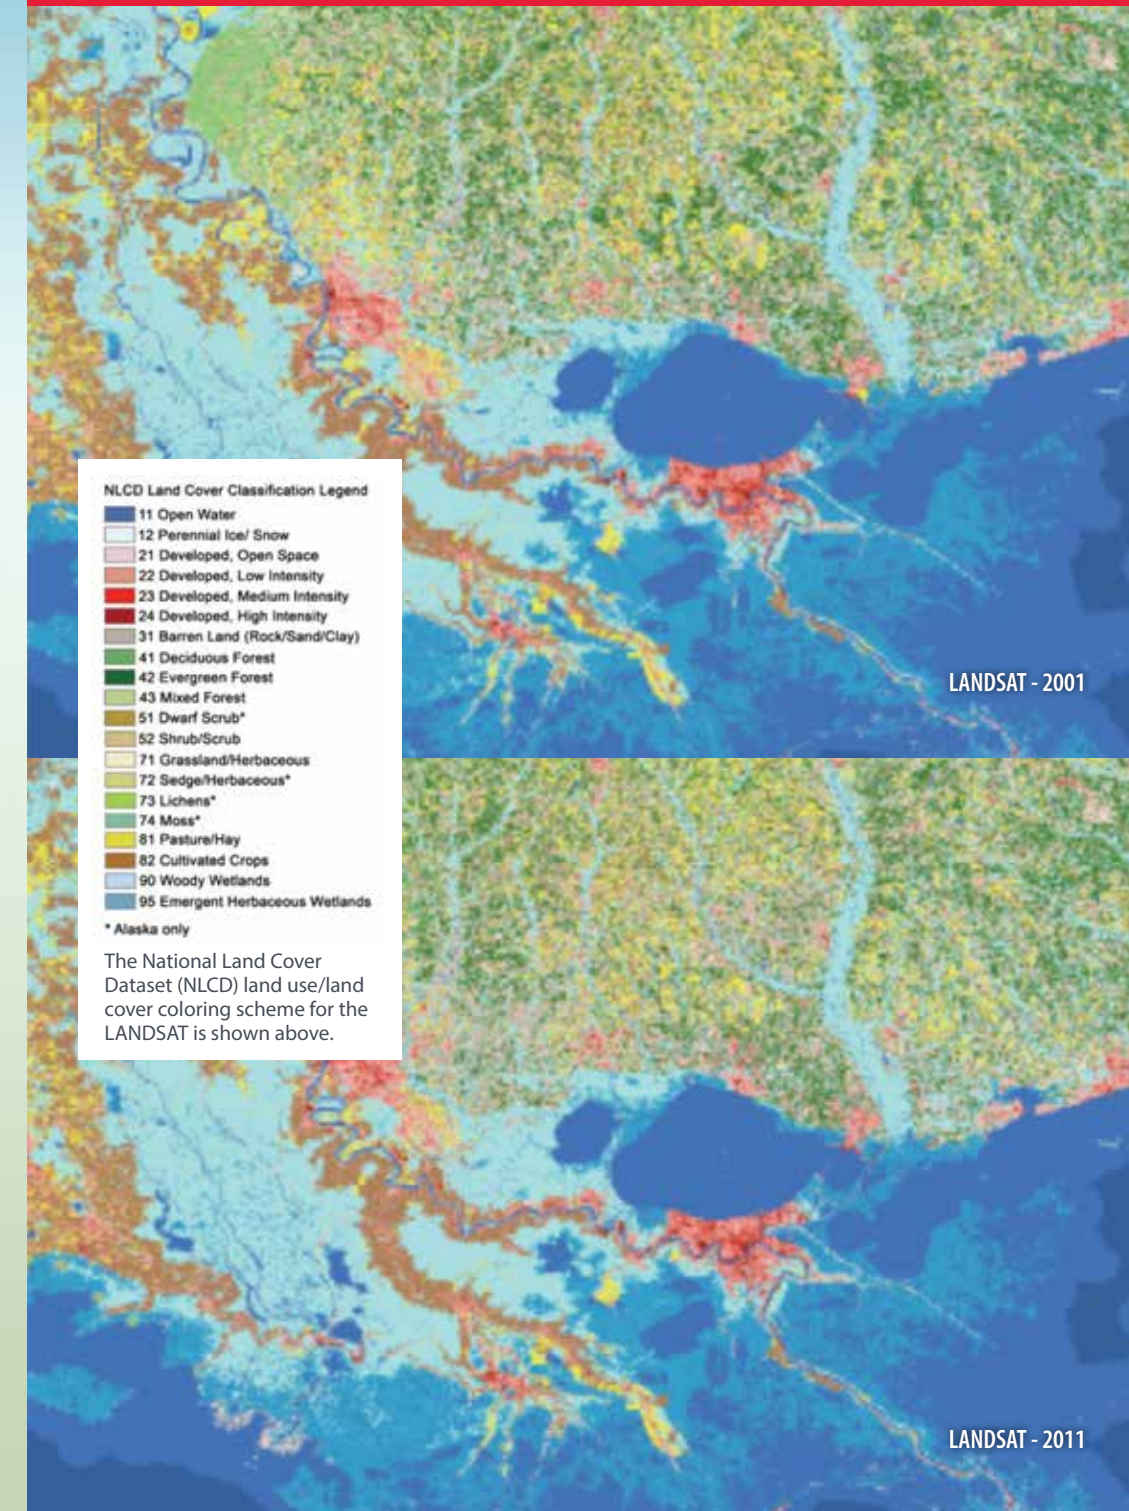 LANDSAT - 2001
NLCD Land Cover Classification Legend
11 Open Water
12 Perennial Ice/ Snow
21 Developed, Open Space
22 Developed, Low Intensity
23 Developed, Medium Intensity
24 Developed, High Intensity
31 Barren Land (Rock/Sand/Clay)
41 Deciduous Forest
42 Evergreen Forest
43 Mixed Forest
51 Dwarf Scrub*
52 Shrub/Scrub
71 Grassland/Herbaceous
72 Sedge/Herbaceous*
73 Lichens*
74 Moss*
81 Pasture/Hay
82 Cultivated Crops
90 Woody Wetlands
95 Emergent Herbaceous Wetlands
* Alaska only
The National Land Cover
Dataset (NLCD) land use/land
cover coloring scheme for the
LANDSAT is shown above.
LANDSAT - 2011